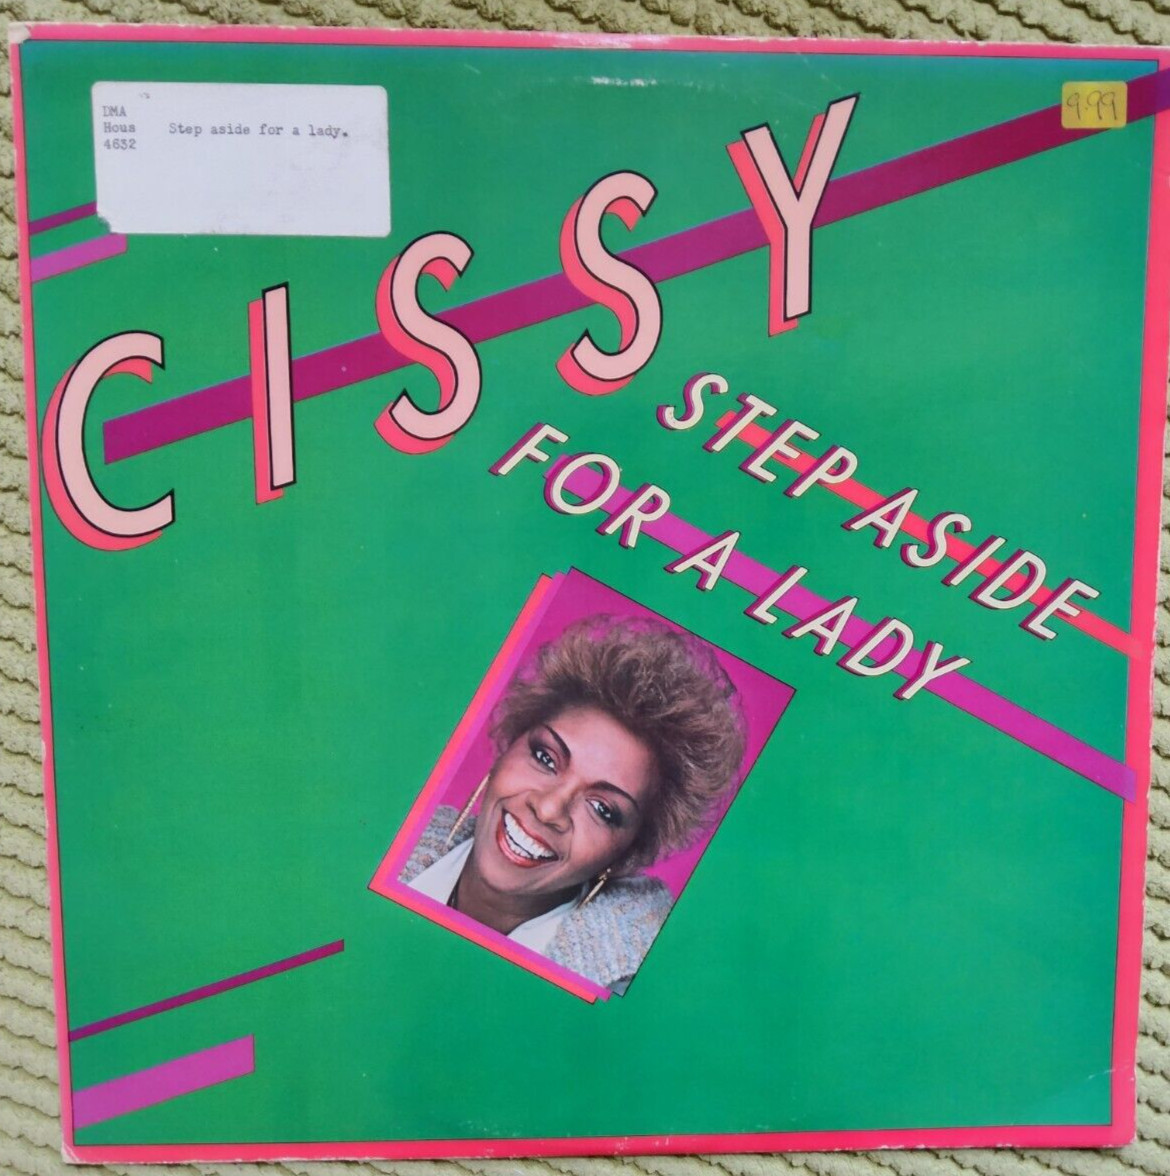 DMA
Hous Step aside for a lady.
4632
9.99
CISSY
STEP ASIDE
FOR A LADY